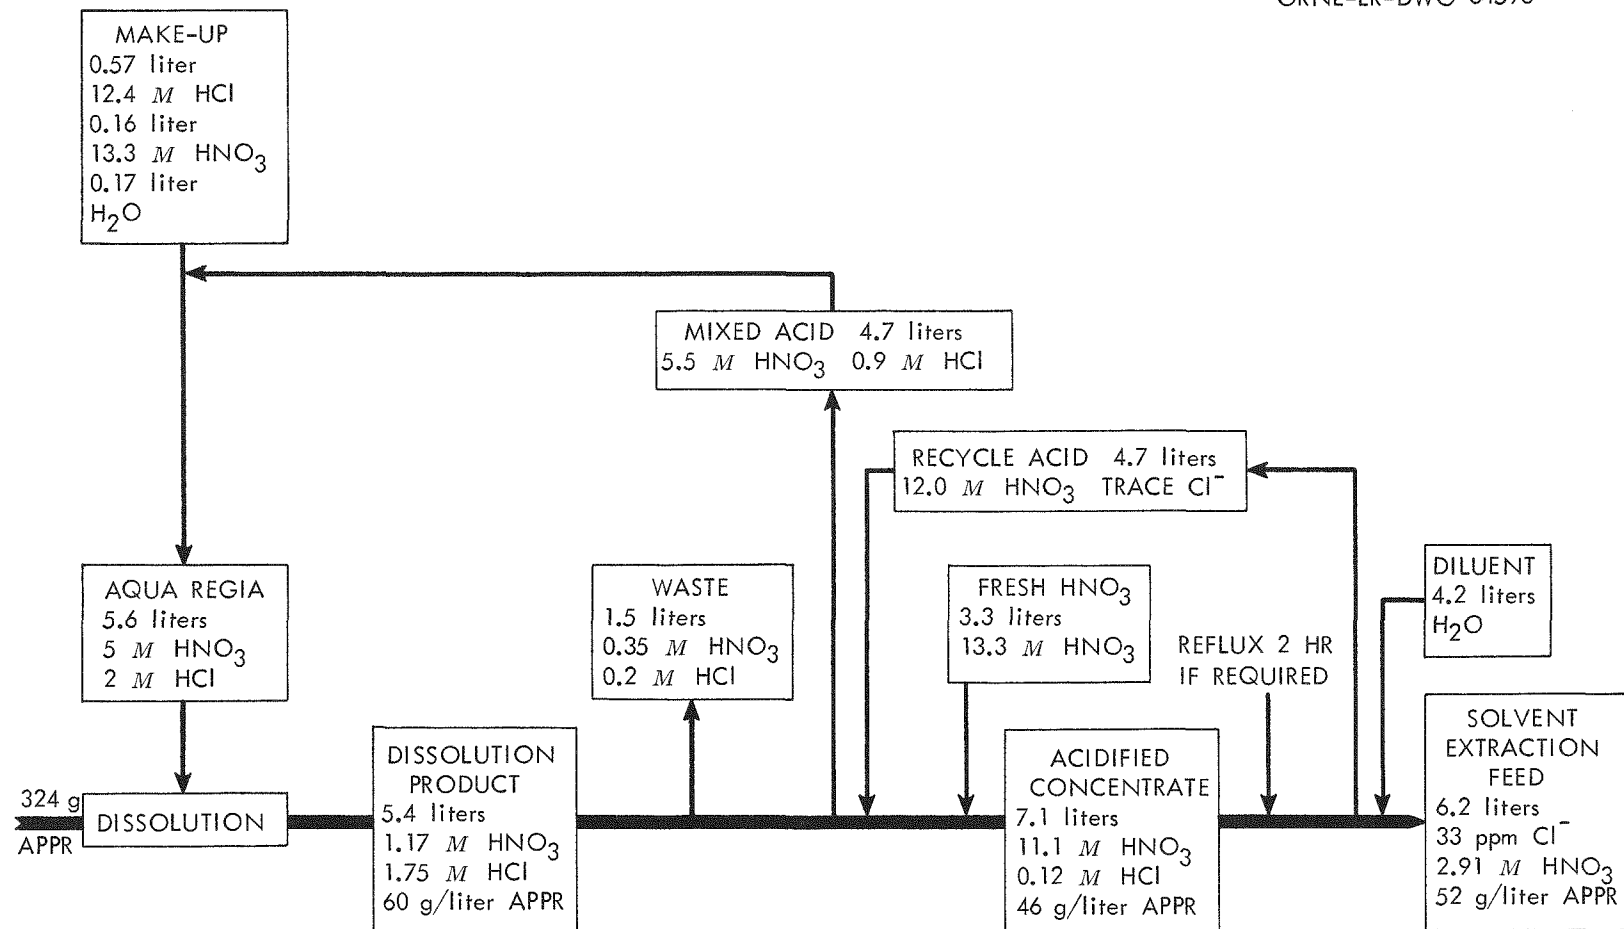 MAKE-UP
0.57 liter
12.4 M HCl
0.16 liter
13.3 M HNO3
0.17 liter
H2O
MIXED ACID 4.7 liters
5.5 M HNO3 0.9 M HCl
RECYCLE ACID 4.7 liters
12.0 M HNO3 TRACE Cl-
AQUA REGIA
5.6 liters
5 M HNO3
2 M HCl
WASTE
1.5 liters
0.35 M HNO3
0.2 M HCl
FRESH HNO3
3.3 liters
13.3 M HNO3
REFLUX 2 HR
IF REQUIRED
DILUENT
4.2 liters
H2O
324 g
APPR
DISSOLUTION
DISSOLUTION
PRODUCT
5.4 liters
1.17 M HNO3
1.75 M HCl
60 g/liter APPR
ACIDIFIED
CONCENTRATE
7.1 liters
11.1 M HNO3
0.12 M HCl
46 g/liter APPR
SOLVENT
EXTRACTION
FEED
6.2 liters
33 ppm Cl-
2.91 M HNO3
52 g/liter APPR